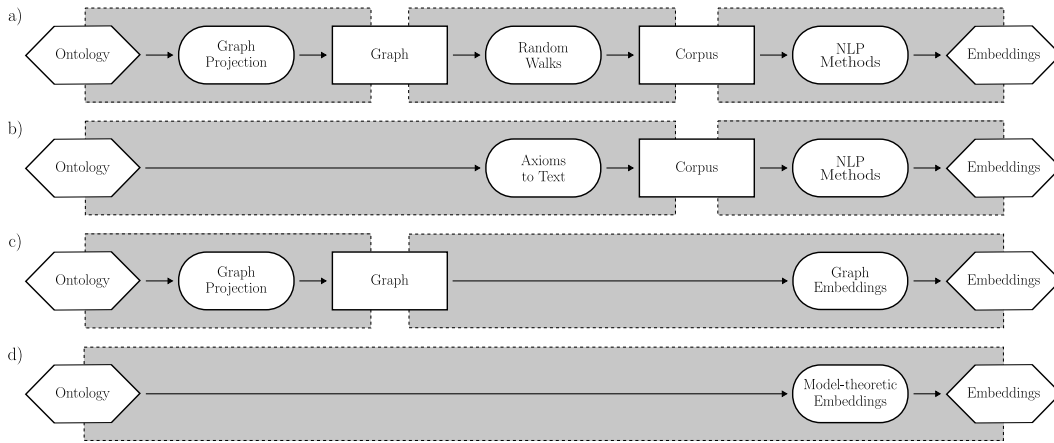 a)
Ontology
Graph
Projection
Graph
Random
Walks
Corpus
NLP
Methods
Embeddings
b)
Ontology
Axioms
to Text
Corpus
NLP
Methods
Embeddings
c)
Ontology
Graph
Projection
Graph
Graph
Embeddings
Embeddings
d)
Ontology
Model-theoretic
Embeddings
Embeddings